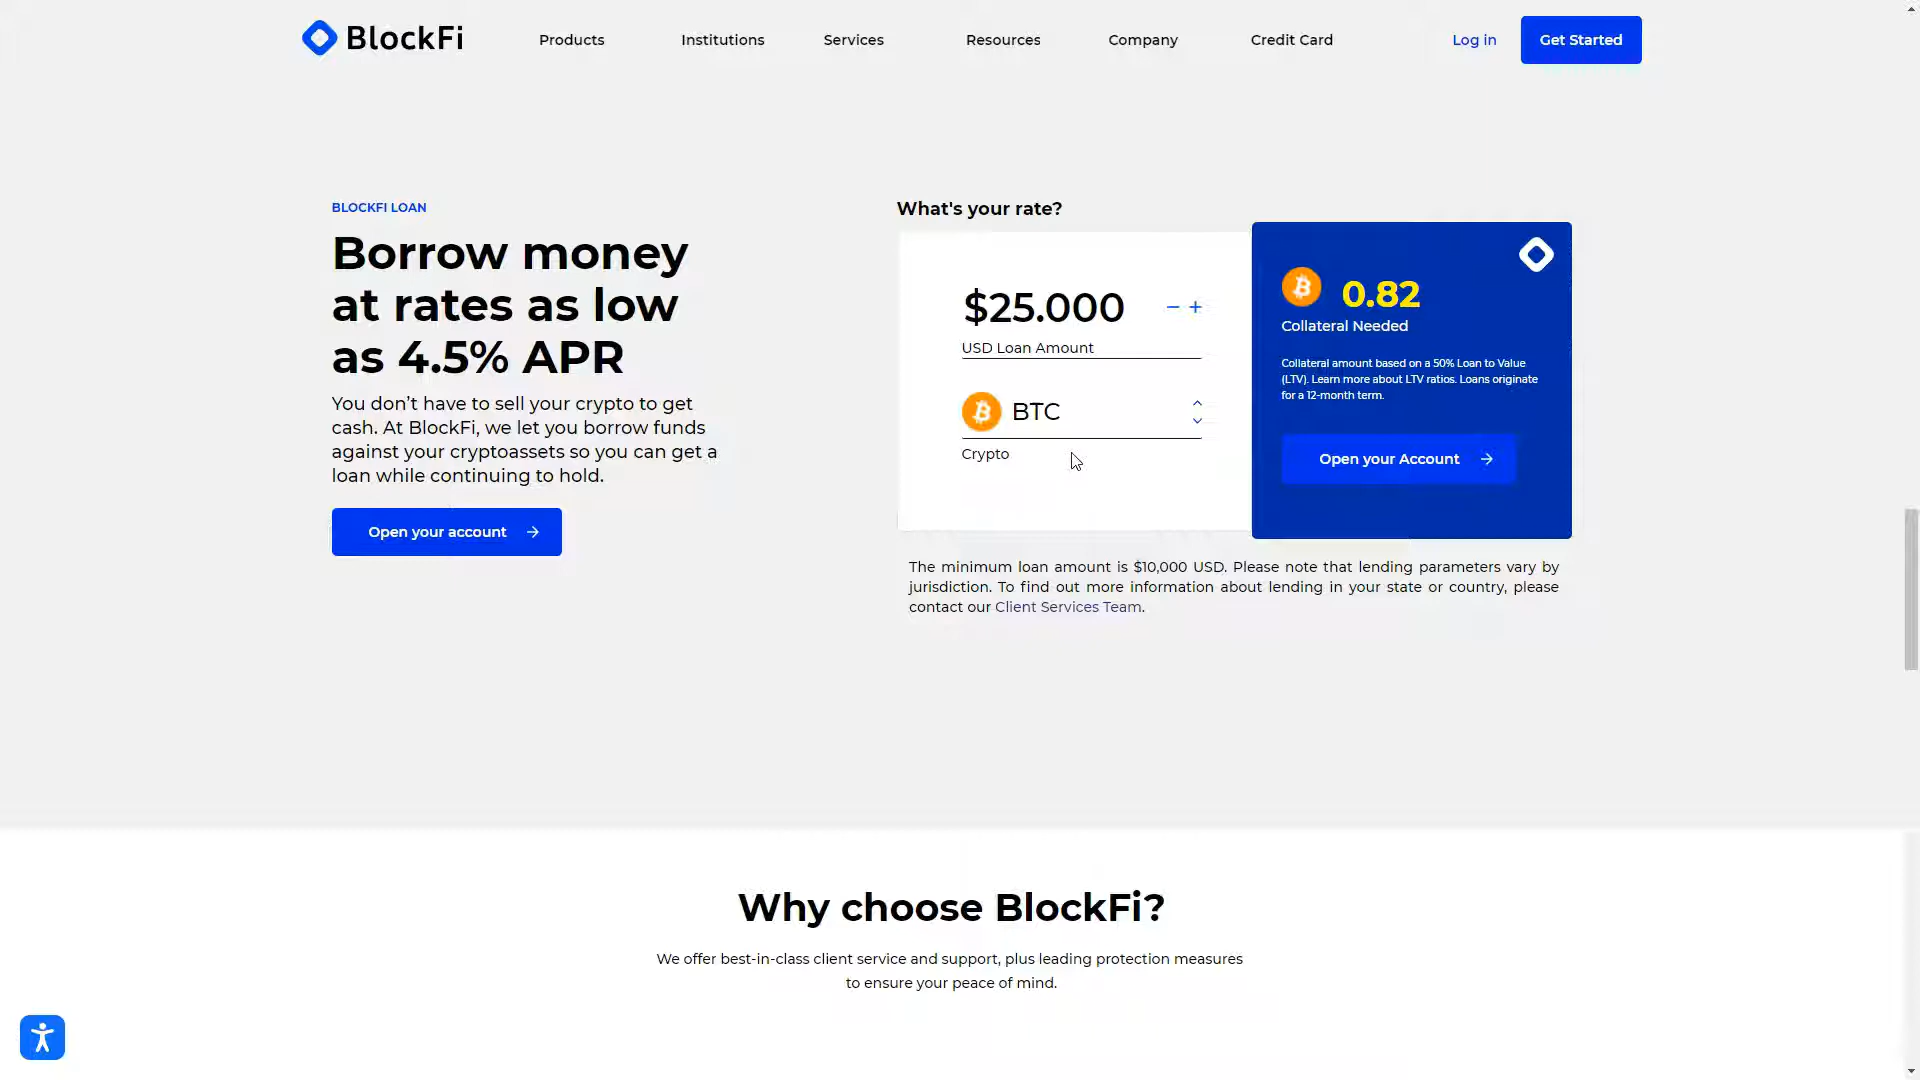 BlockFi
Products
Institutions
Services
Resources
Company
Credit Card
Log in
Get Started
BLOCKFI LOAN
Borrow money
at rates as low
as 4.5% APR
You don’t have to sell your crypto to get
cash. At BlockFi, we let you borrow funds
against your cryptoassets so you can get a
loan while continuing to hold.
Open your account
What's your rate?
$25.000
USD Loan Amount
BTC
Crypto
0.82
Collateral Needed
Collateral amount based on a 50% Loan to Value
(LTV). Learn more about LTV ratios. Loans originate
for a 12-month term.
Open your Account
The minimum loan amount is $10,000 USD. Please note that lending parameters vary by
jurisdiction. To find out more information about lending in your state or country, please
contact our Client Services Team.
Why choose BlockFi?
We offer best-in-class client service and support, plus leading protection measures
to ensure your peace of mind.